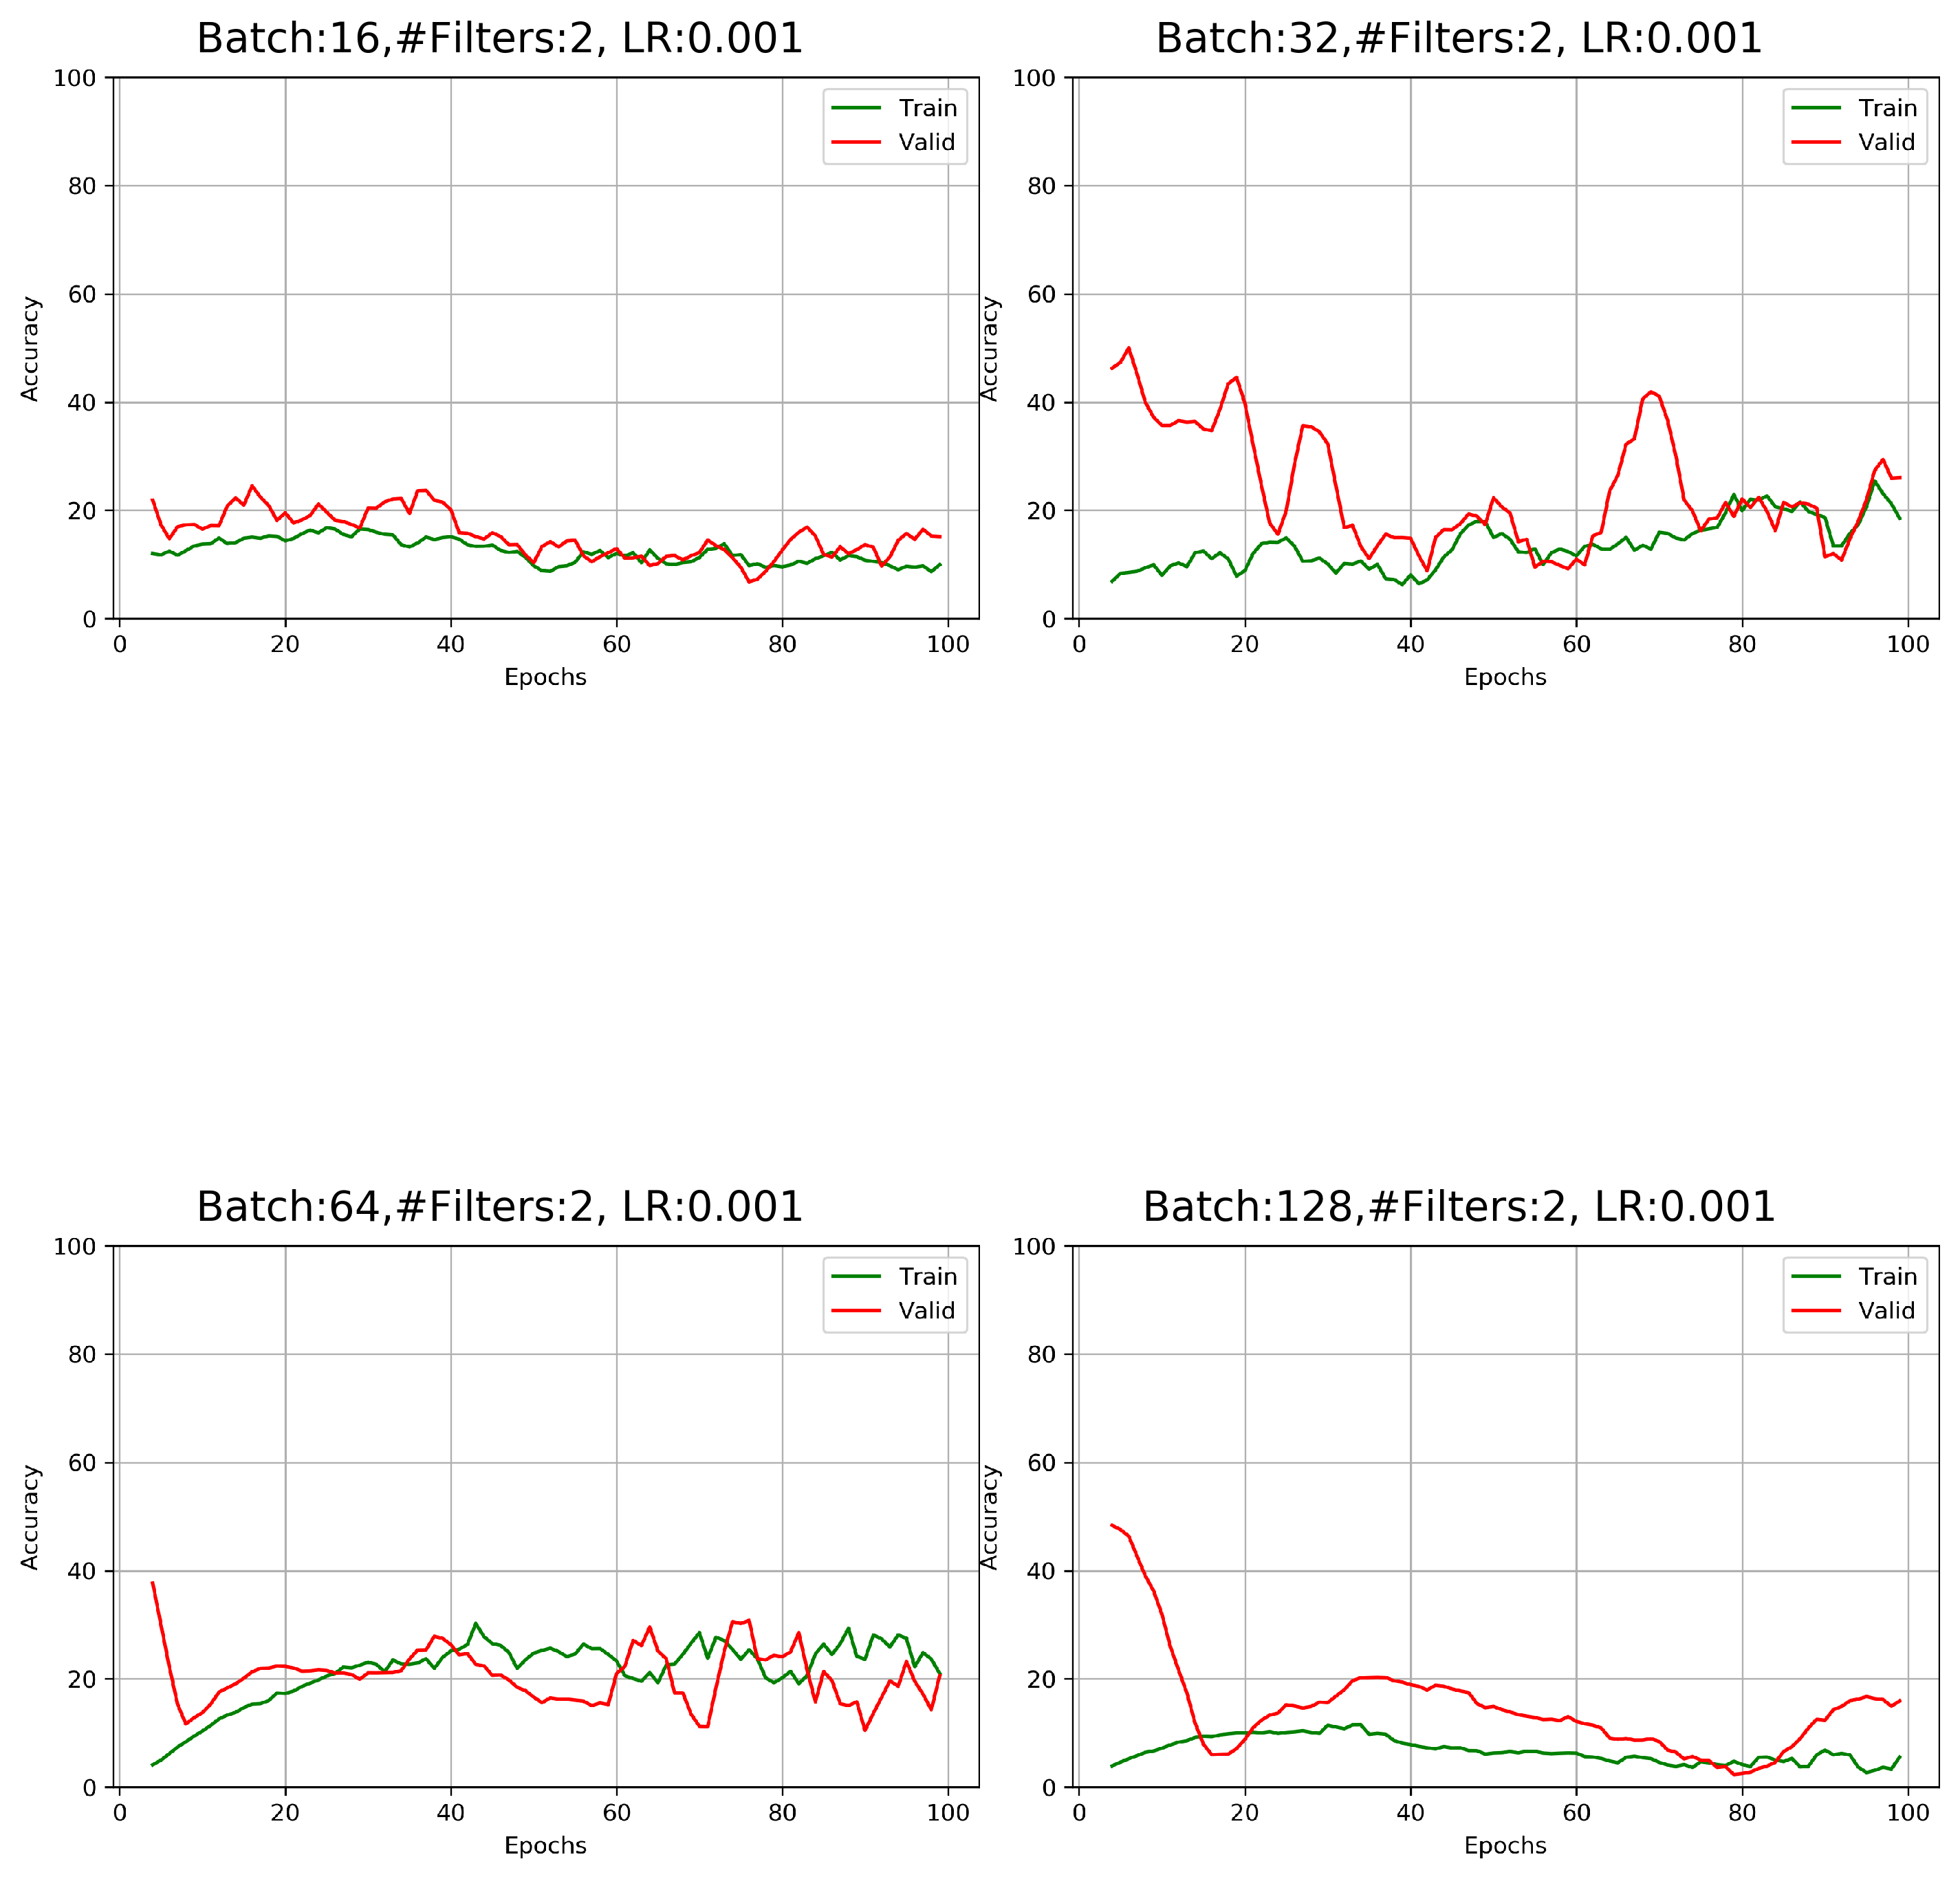 Batch:16,#Filters:2, LR:0.001
100
80
60
40
20
0
Accuracy
0 20 40 60 80 100
Epochs
Train
Valid
Batch:32,#Filters:2, LR:0.001
100
80
60
40
20
0
Accuracy
0 20 40 60 80 100
Epochs
Train
Valid
Batch:64,#Filters:2, LR:0.001
100
80
60
40
20
0
Accuracy
0 20 40 60 80 100
Epochs
Train
Valid
Batch:128,#Filters:2, LR:0.001
100
80
60
40
20
0
Accuracy
0 20 40 60 80 100
Epochs
Train
Valid